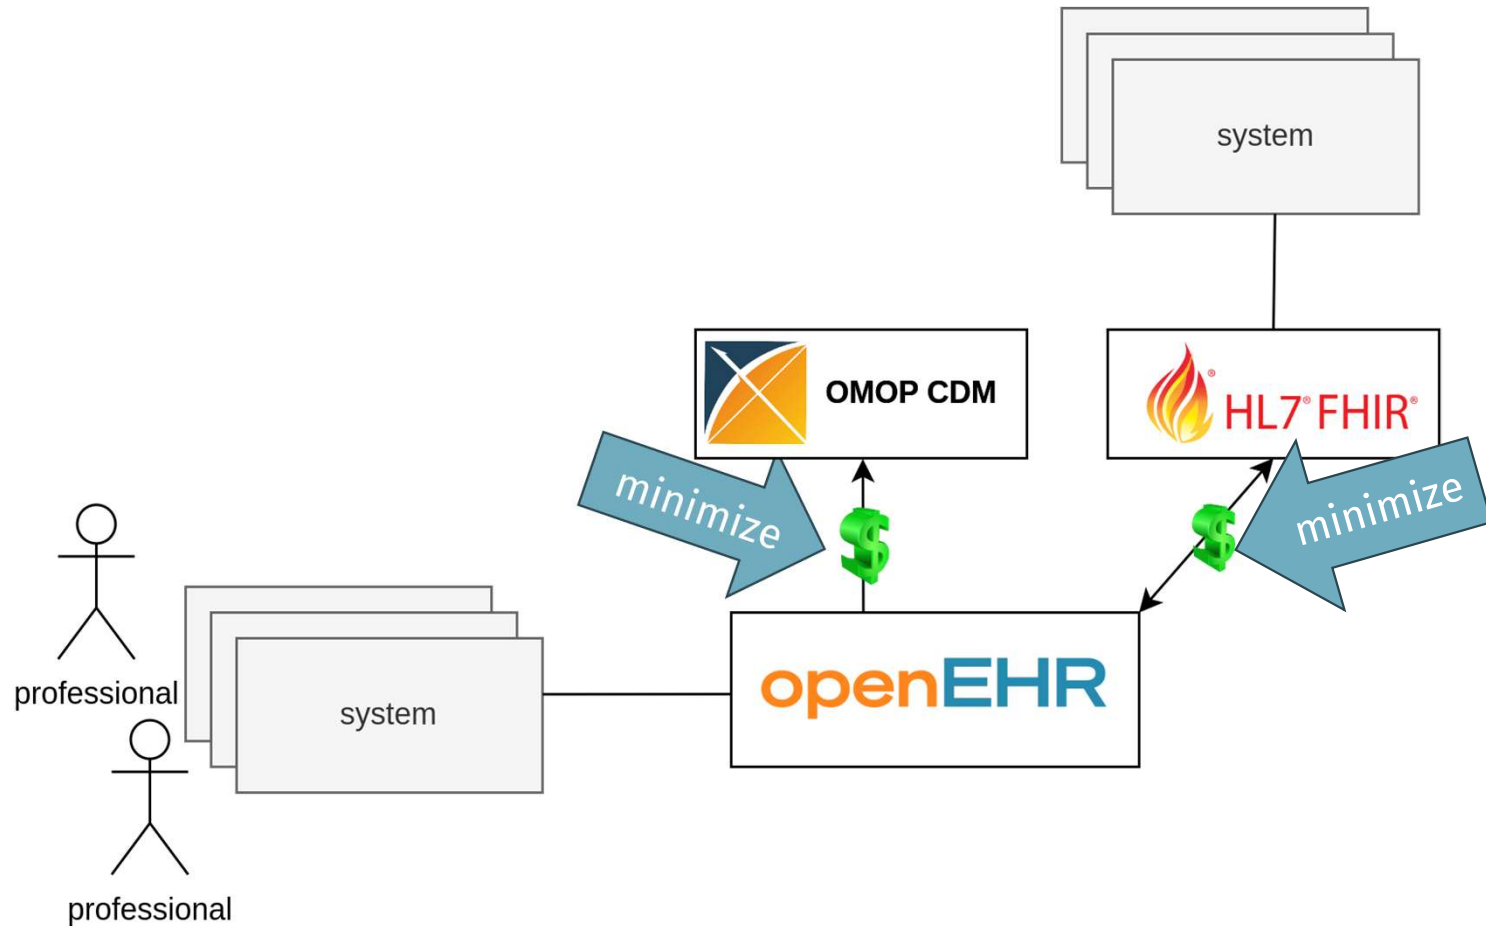 system
OMOP CDM
HL7® FHIR®
minimize
minimize
$
$
professional
system
openEHR
professional